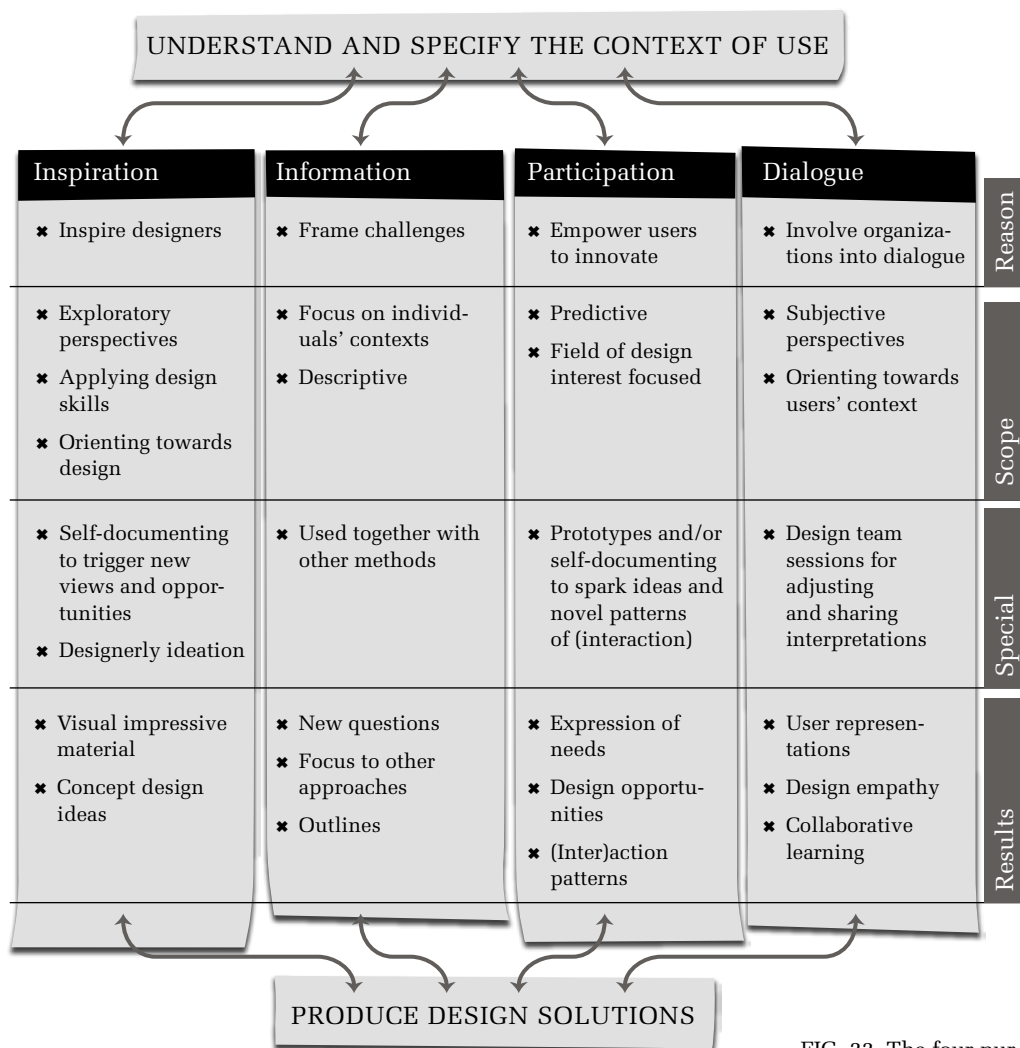 UNDERSTAND AND SPECIFY THE CONTEXT OF USE
Inspiration
Information
Participation
Dialogue
Reason
✖ Inspire designers
✖ Frame challenges
✖ Empower users
to innovate
✖ Involve organiza-
tions into dialogue
Scope
✖ Exploratory
perspectives
✖ Applying design
skills
✖ Orienting towards
design
✖ Focus on individ-
uals' contexts
✖ Descriptive
✖ Predictive
✖ Field of design
interest focused
✖ Subjective
perspectives
✖ Orienting towards
users' context
Special
✖ Self-documenting
to trigger new
views and oppor-
tunities
✖ Designerly ideation
✖ Used together with
other methods
✖ Prototypes and/or
self-documenting
to spark ideas and
novel patterns
of (interaction)
✖ Design team
sessions for
adjusting
and sharing
interpretations
Results
✖ Visual impressive
material
✖ Concept design
ideas
✖ New questions
✖ Focus to other
approaches
✖ Outlines
✖ Expression of
needs
✖ Design opportu-
nities
✖ (Inter)action
patterns
✖ User represen-
tations
✖ Design empathy
✖ Collaborative
learning
PRODUCE DESIGN SOLUTIONS
The four pur